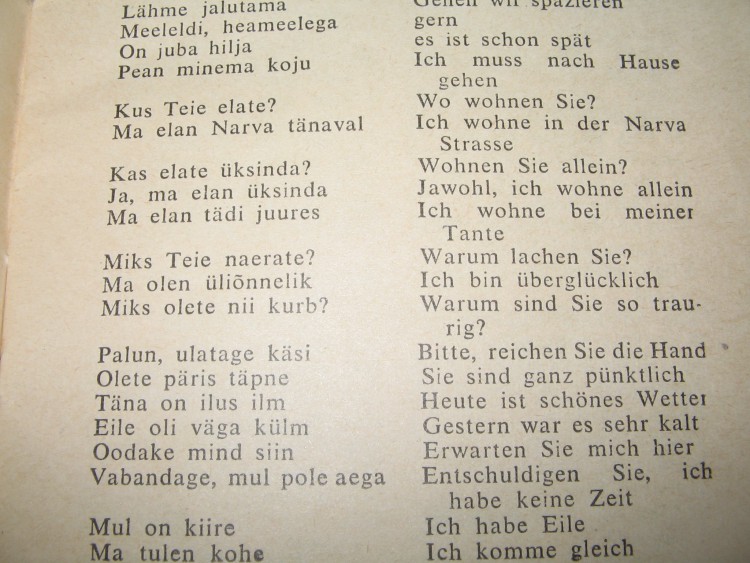 Lähme jalutama
Meeleldi, heameelega
On juba hilja
Pean minema koju
Kus Teie elate?
Ma elan Narva tänaval
Kas elate üksinda?
Ja, ma elan üksinda
Ma elan tädi juures
Miks Teie naerate?
Ma olen üliõnnelik
Miks olete nii kurb?
Palun, ulatage käsi
Olete päris täpne
Täna on ilus ilm
Eile oli väga külm
Oodake mind siin
Vabandage, mul pole aega
Mul on kiire
Ma tulen kohe
Gehen wir spazieren
gern
es ist schon spät
Ich muss nach Hause
gehen
Wo wohnen Sie?
Ich wohne in der Narva
Strasse
Wohnen Sie allein?
Jawohl, ich wohne allein
Ich wohne bei meiner
Tante
Warum lachen Sie?
Ich bin überglücklich
Warum sind Sie so trau-
rig?
Bitte, reichen Sie die Hand
Sie sind ganz pünktlich
Heute ist schönes Wetter
Gestern war es sehr kalt
Erwarten Sie mich hier
Entschuldigen Sie, ich
habe keine Zeit
Ich habe Eile
Ich komme gleich